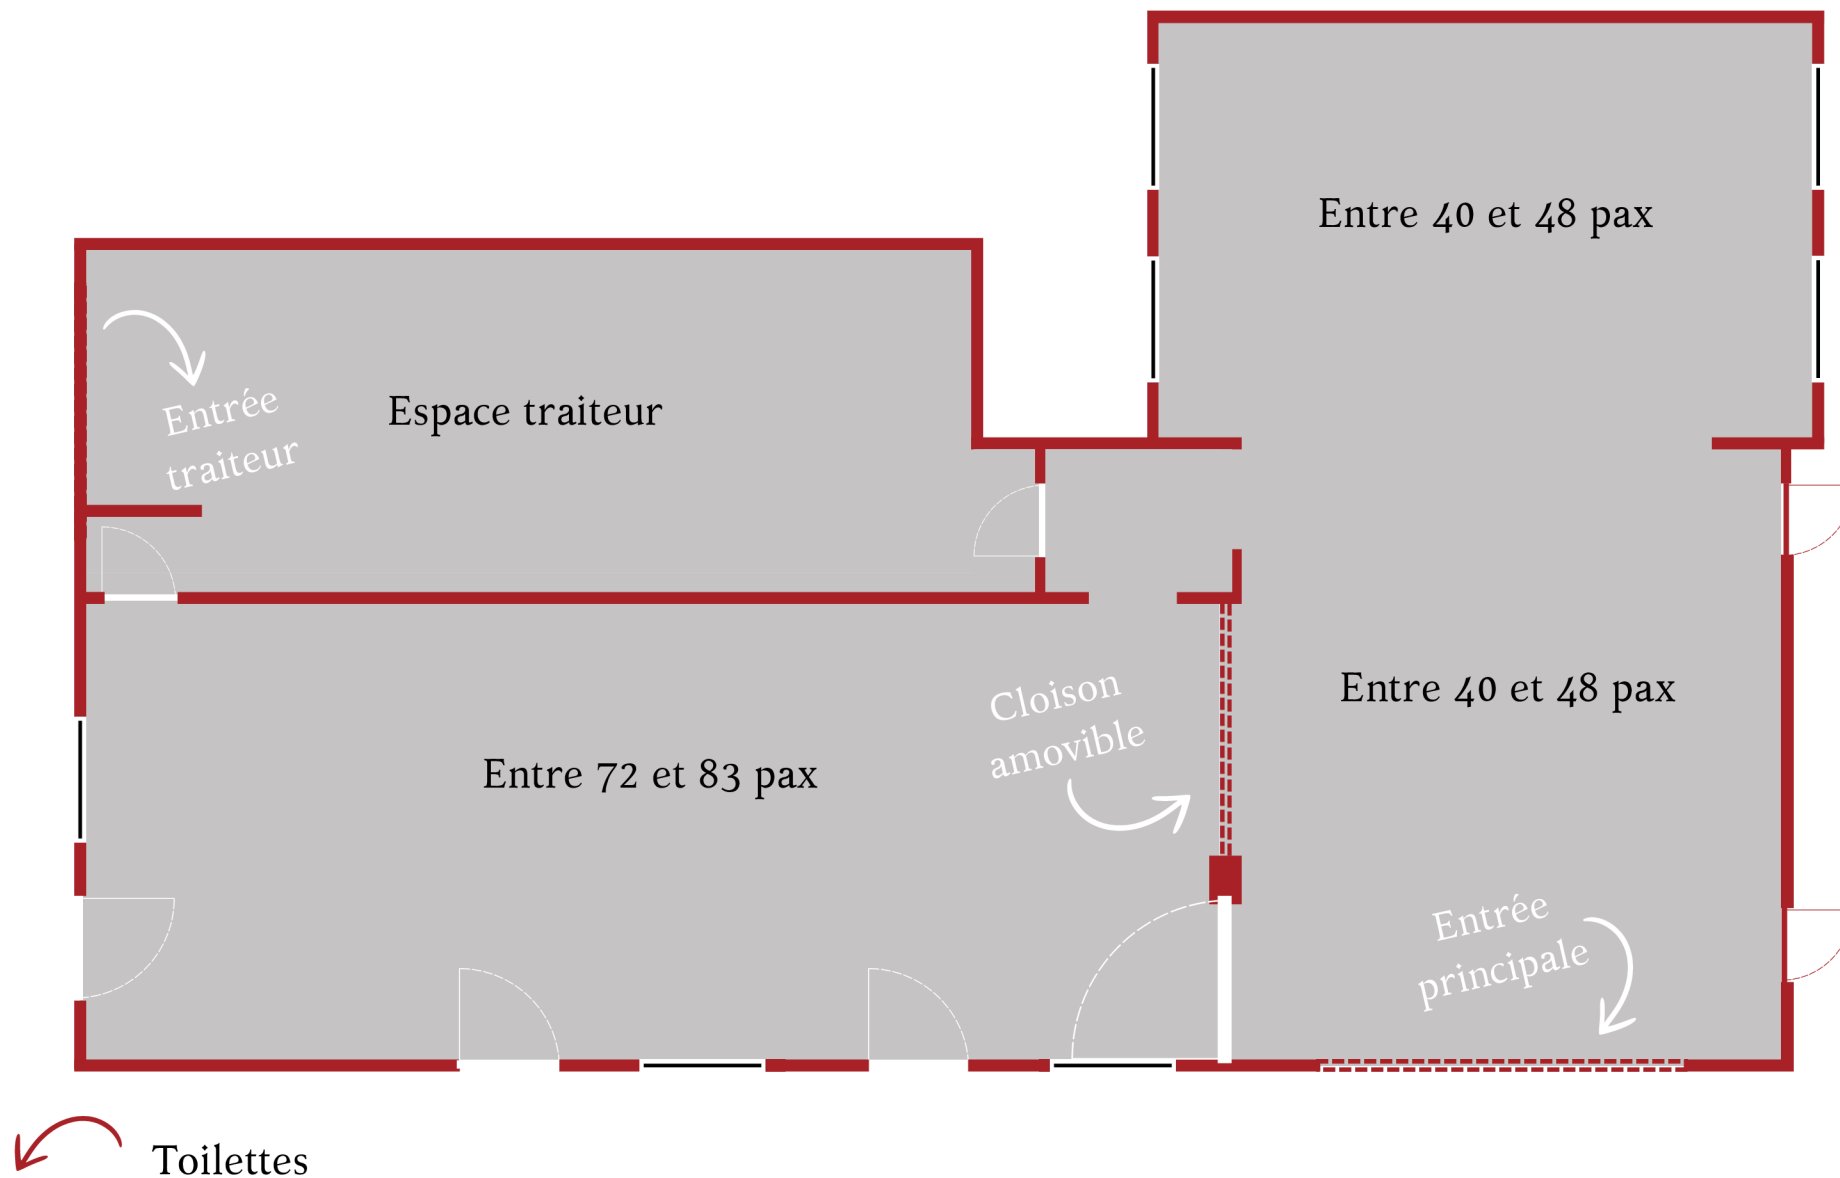 Entre 40 et 48 pax
Entrée
traiteur
Espace traiteur
Cloison
amovible
Entre 40 et 48 pax
Entre 72 et 83 pax
Entrée
principale
Toilettes